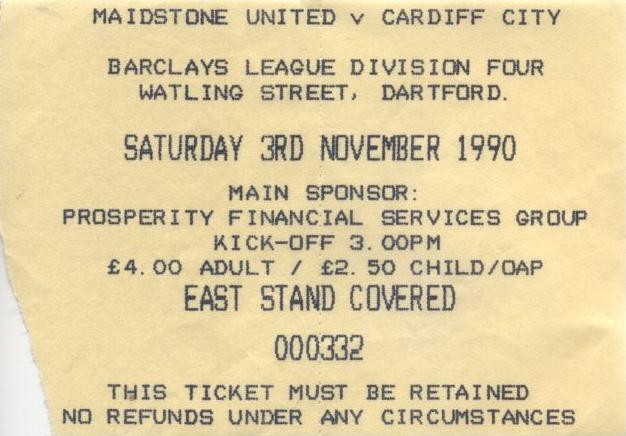 MAIDSTONE UNITED v CARDIFF CITY
BARCLAYS LEAGUE DIVISION FOUR
WATLING STREET, DARTFORD.
SATURDAY 3RD NOVEMBER 1990
MAIN SPONSOR:
PROSPERITY FINANCIAL SERVICES GROUP
KICK-OFF 3.00PM
£4.00 ADULT / £2.50 CHILD/OAP
EAST STAND COVERED
000332
THIS TICKET MUST BE RETAINED
NO REFUNDS UNDER ANY CIRCUMSTANCES